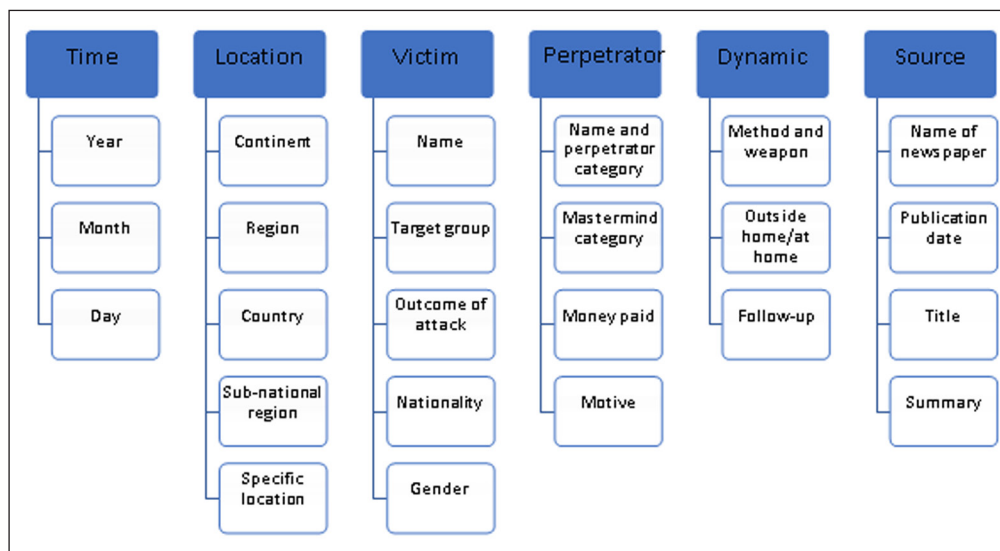 Time
Year
Month
Day
Location
Continent
Region
Country
Sub-national
region
Specific
location
Victim
Name
Target group
Outcome of
attack
Nationality
Gender
Perpetrator
Name and
perpetrator
category
Mastermind
category
Money paid
Motive
Dynamic
Method and
weapon
Outside
home/at
home
Follow-up
Source
Name of
newspaper
Publication
date
Title
Summary